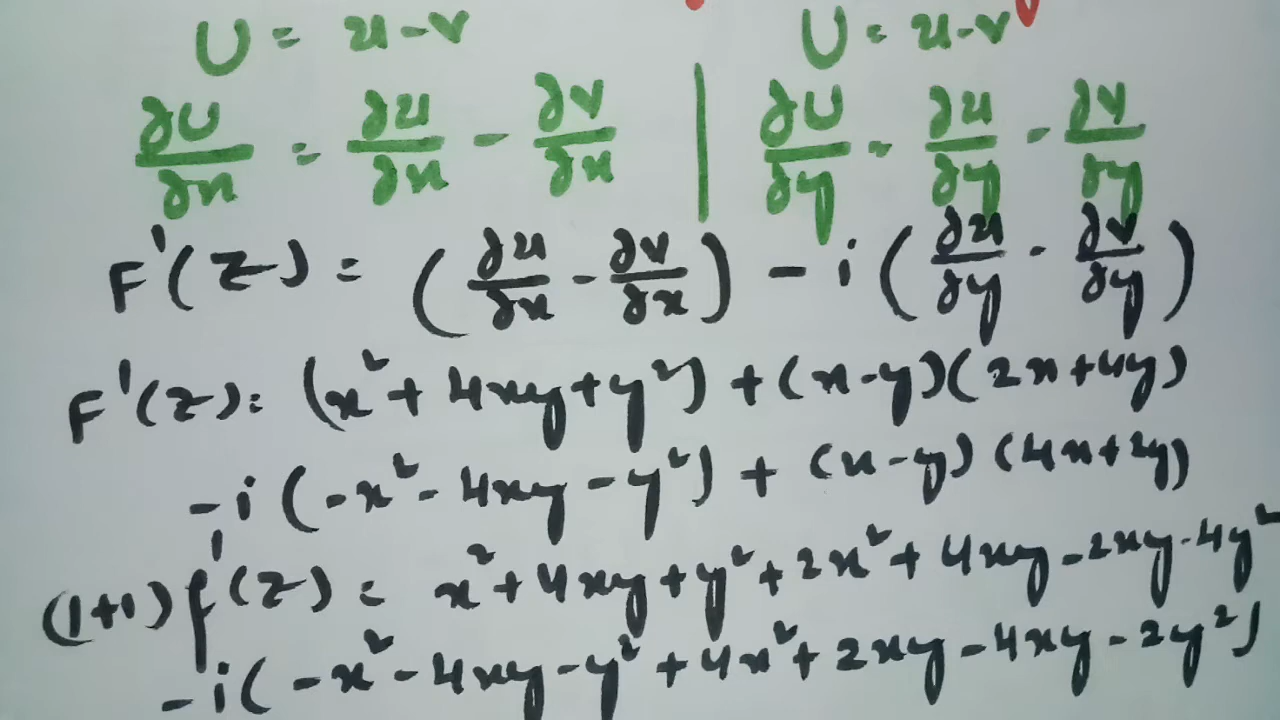 U = u-v U = u-v
∂U/∂x = ∂u/∂x - ∂v/∂x | ∂U/∂y = ∂u/∂y - ∂v/∂y
F'(z) = (∂u/∂x - ∂v/∂x) - i(∂u/∂y - ∂v/∂y)
F'(z) = (x² + 4xy + y²) + (x-y)(2x+4y)
-i(-x² - 4xy - y²) + (x-y)(4x+2y)
(1+i) f'(z) = x² + 4xy + y² + 2x² + 4xy - 2xy - 4y²
-i(-x² - 4xy - y² + 4x² + 2xy - 4xy - 2y²)